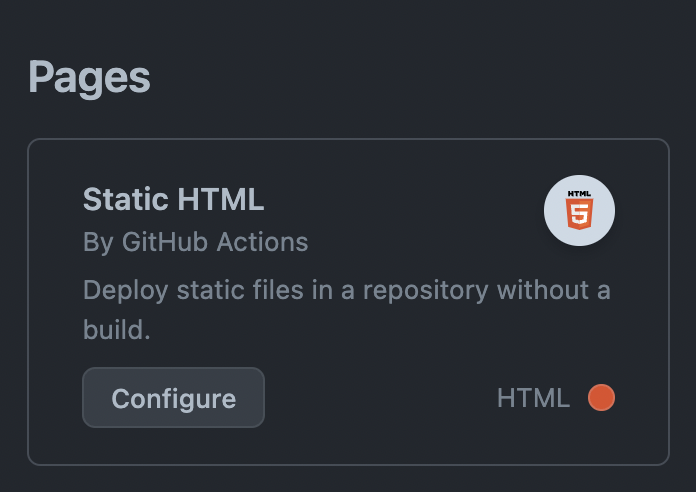 Pages
Static HTML
HTML
5
By GitHub Actions
Deploy static files in a repository without a
build.
Configure
HTML